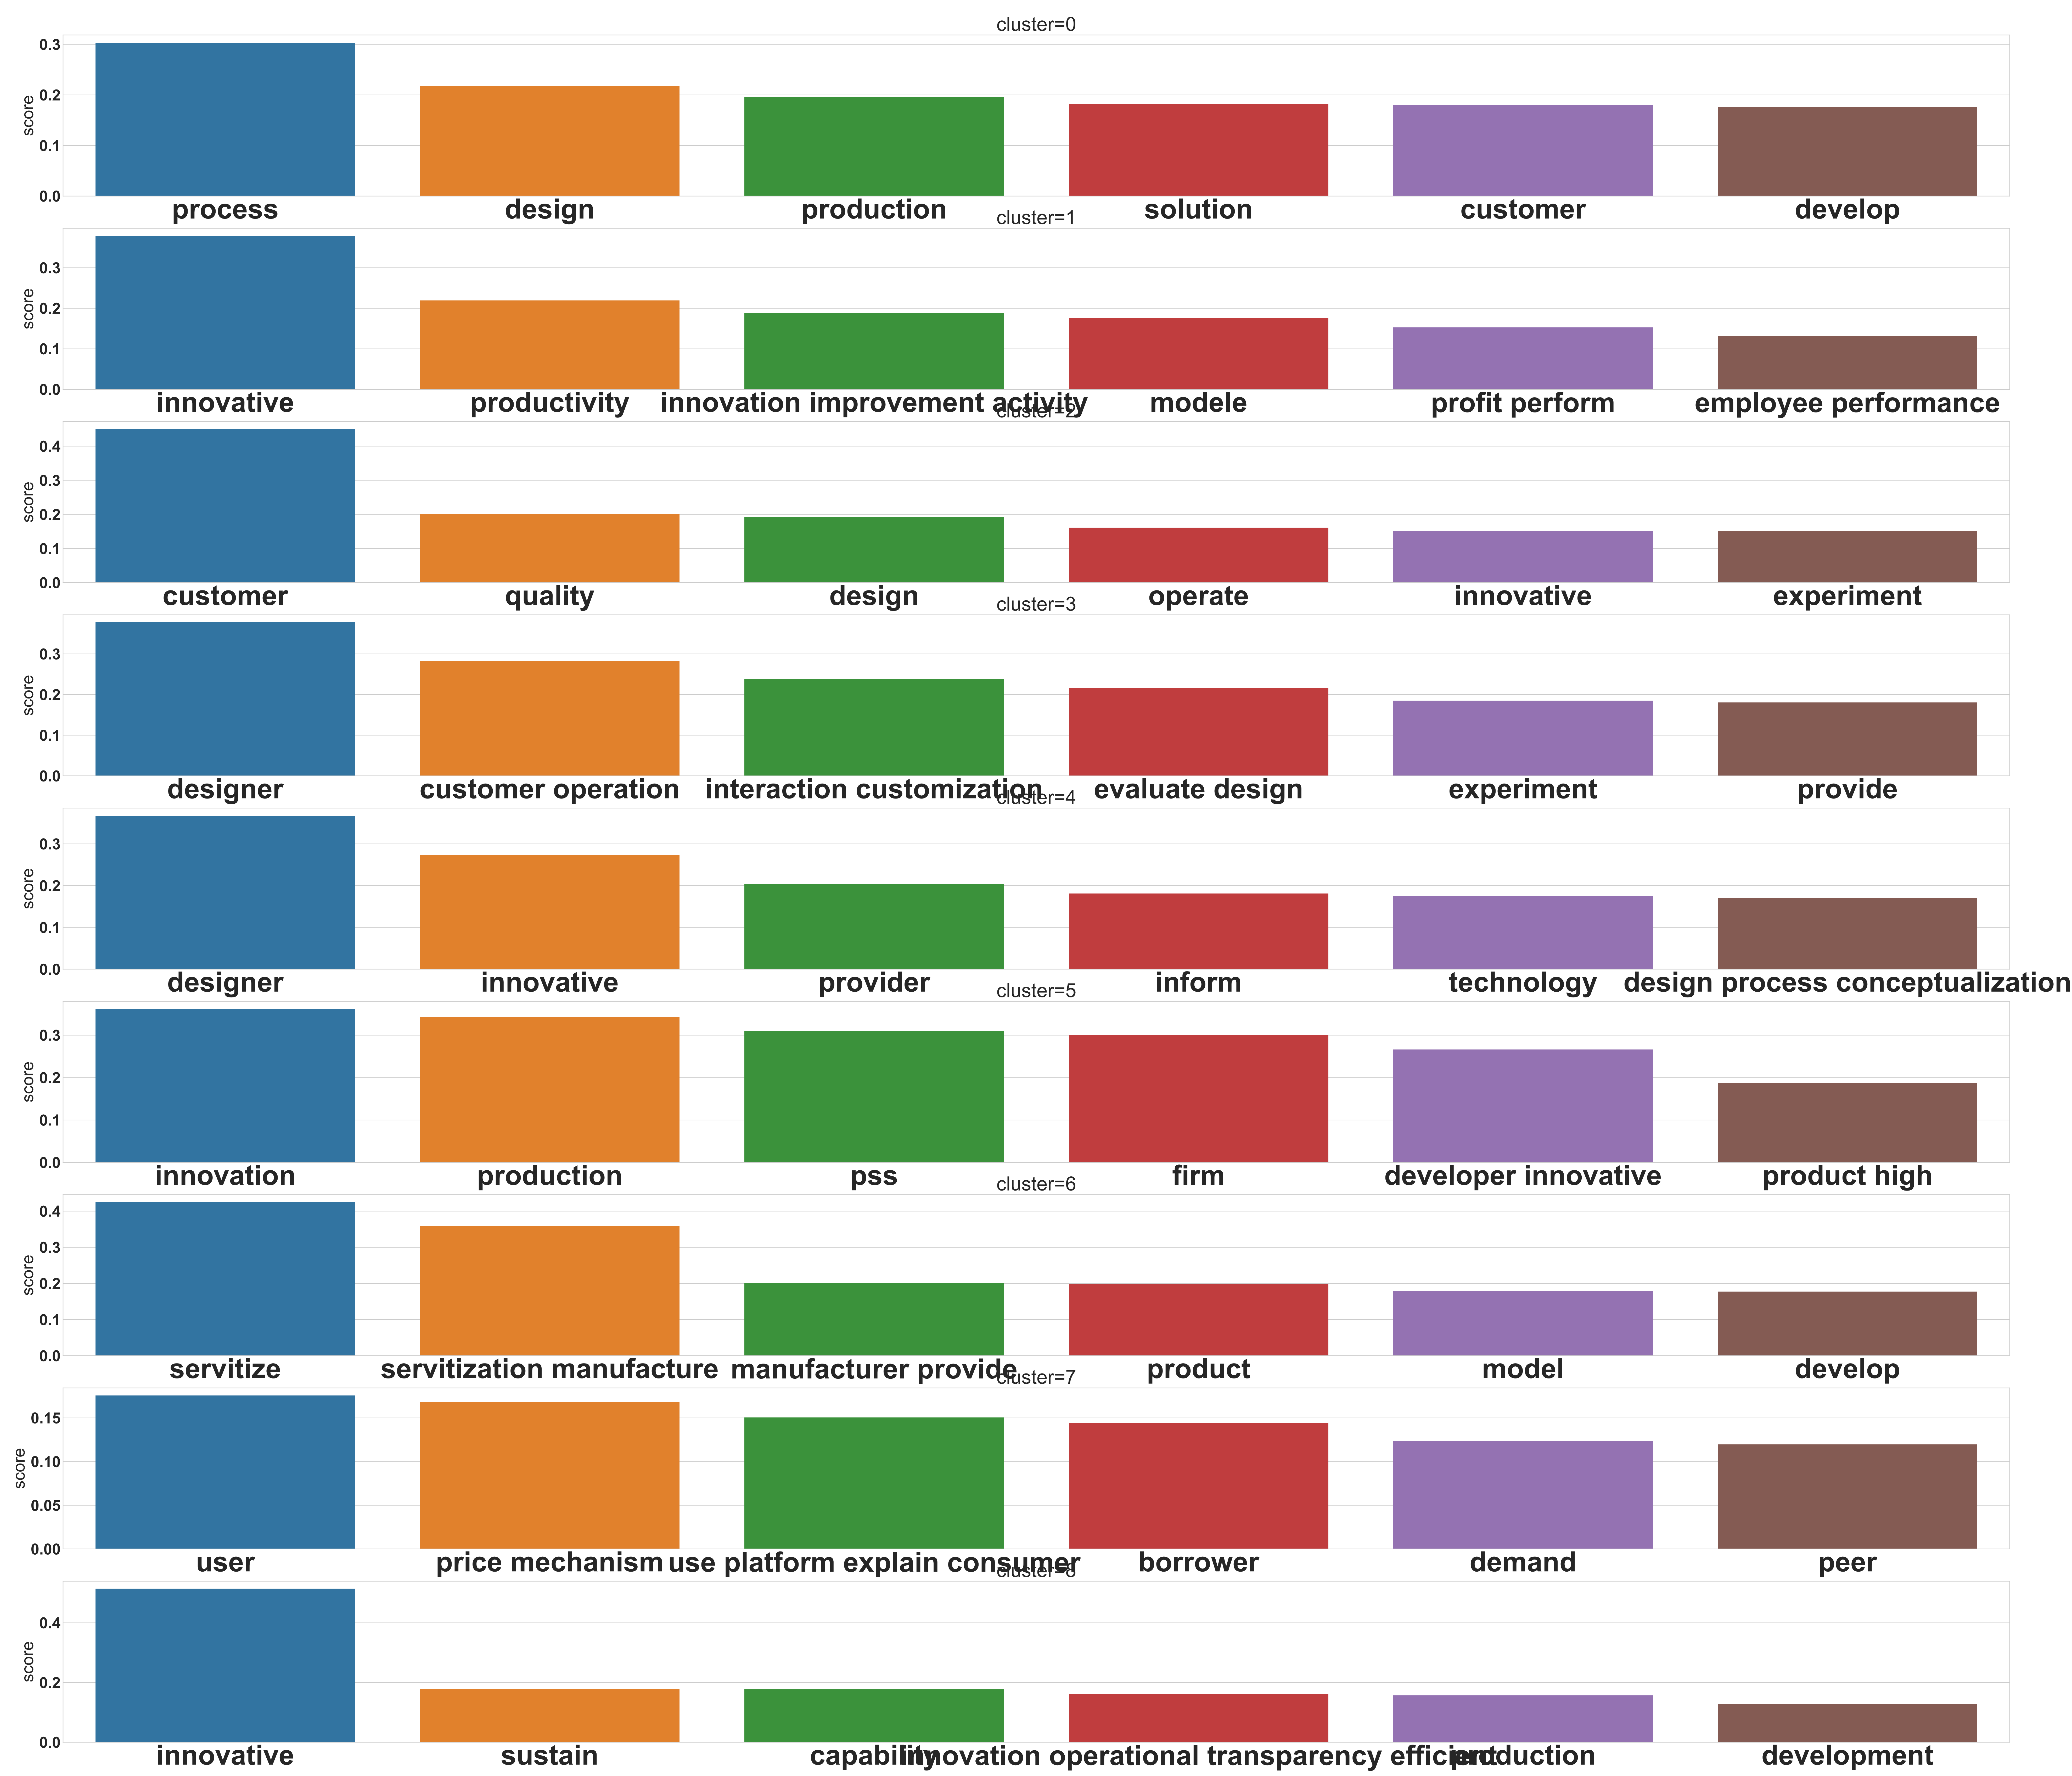 cluster=0
0.3
0.2
0.1
0.0
score
process design production solution customer develop
cluster=1
0.3
0.2
0.1
0.0
score
innovative productivity innovation improvement activity modele profit perform employee performance
cluster=2
0.4
0.3
0.2
0.1
0.0
score
customer quality design operate innovative experiment
cluster=3
0.3
0.2
0.1
0.0
score
designer customer operation interaction customization evaluate design experiment provide
cluster=4
0.3
0.2
0.1
0.0
score
designer innovative provider inform technology design process conceptualization
cluster=5
0.3
0.2
0.1
0.0
score
innovation production pss firm developer innovative product high
cluster=6
0.4
0.3
0.2
0.1
0.0
score
servitize servitization manufacture manufacturer provide product model develop
cluster=7
0.15
0.10
0.05
0.00
score
user price mechanism use platform explain consumer borrower demand peer
cluster=8
0.4
0.2
0.0
score
innovative sustain capability innovation operational transparency efficient production development